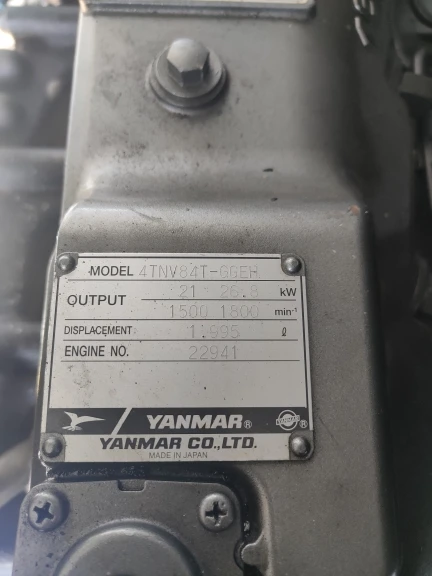 MODEL 4TNV84T-GGEH
OUTPUT 21 26.8 kW
1500 1800 min⁻¹
DISPLACEMENT 1.995 ℓ
ENGINE NO. 22941
YANMAR®
®
YANMAR CO.,LTD.
MADE IN JAPAN